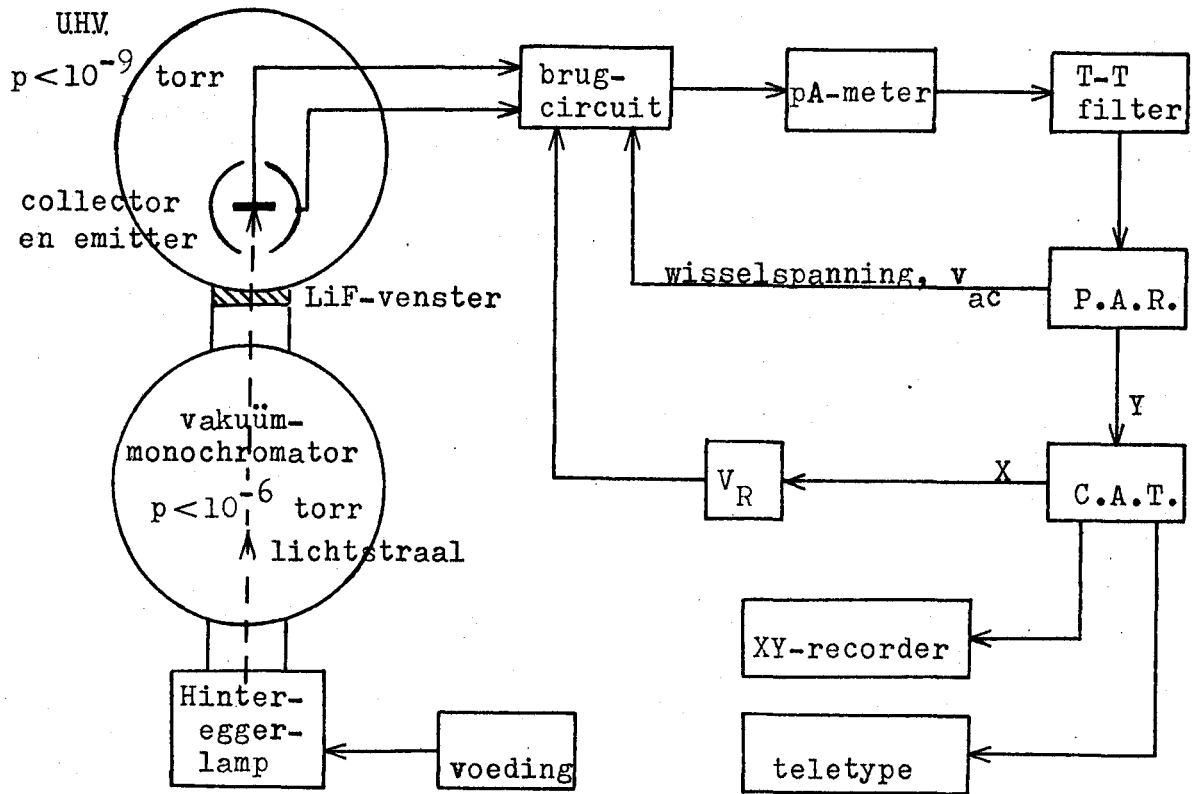 U.H.V.
p<10⁻⁹ torr
collector
en emitter
LiF-venster
vakuüm-
monochromator
p<10⁻⁶ torr
lichtstraal
Hinter-
egger-
lamp
voeding
brug-
circuit
pA-meter
T-T
filter
wisselspanning, v_ac
P.A.R.
Y
X
V_R
C.A.T.
XY-recorder
teletype